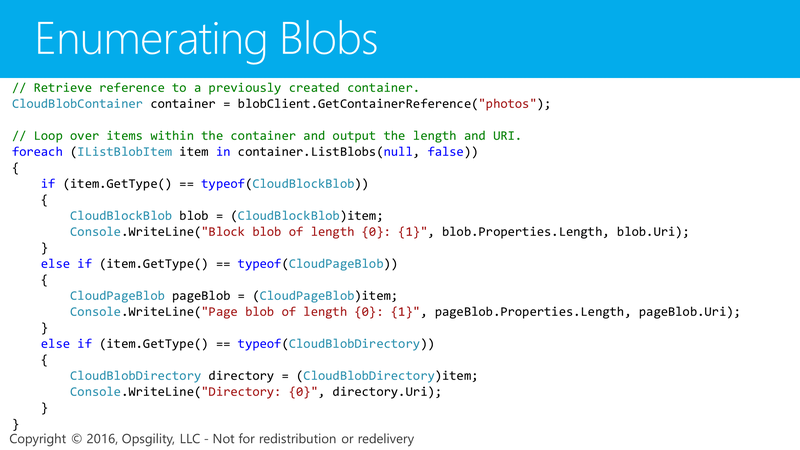 Enumerating Blobs
// Retrieve reference to a previously created container.
CloudBlobContainer container = blobClient.GetContainerReference("photos");
// Loop over items within the container and output the length and URI.
foreach (IListBlobItem item in container.ListBlobs(null, false))
{
    if (item.GetType() == typeof(CloudBlockBlob))
    {
        CloudBlockBlob blob = (CloudBlockBlob)item;
        Console.WriteLine("Block blob of length {0}: {1}", blob.Properties.Length, blob.Uri);
    }
    else if (item.GetType() == typeof(CloudPageBlob))
    {
        CloudPageBlob pageBlob = (CloudPageBlob)item;
        Console.WriteLine("Page blob of length {0}: {1}", pageBlob.Properties.Length, pageBlob.Uri);
    }
    else if (item.GetType() == typeof(CloudBlobDirectory))
    {
        CloudBlobDirectory directory = (CloudBlobDirectory)item;
        Console.WriteLine("Directory: {0}", directory.Uri);
    }
}
Copyright © 2016, Opsgility, LLC - Not for redistribution or redelivery